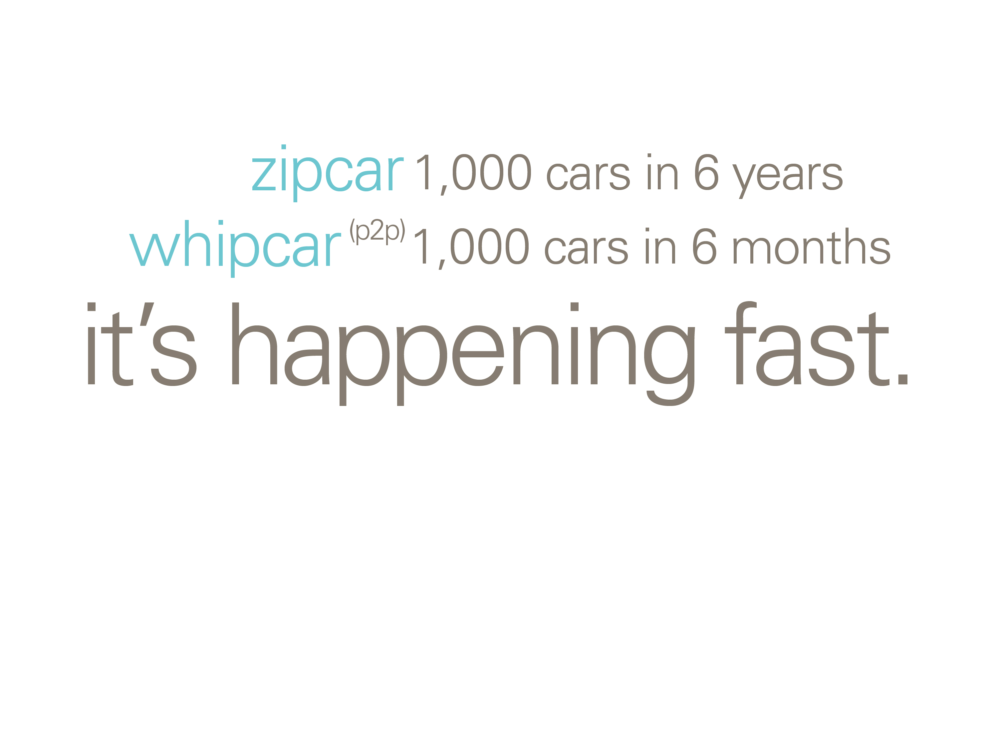 zipcar 1,000 cars in 6 years
whipcar (p2p) 1,000 cars in 6 months
it’s happening fast.